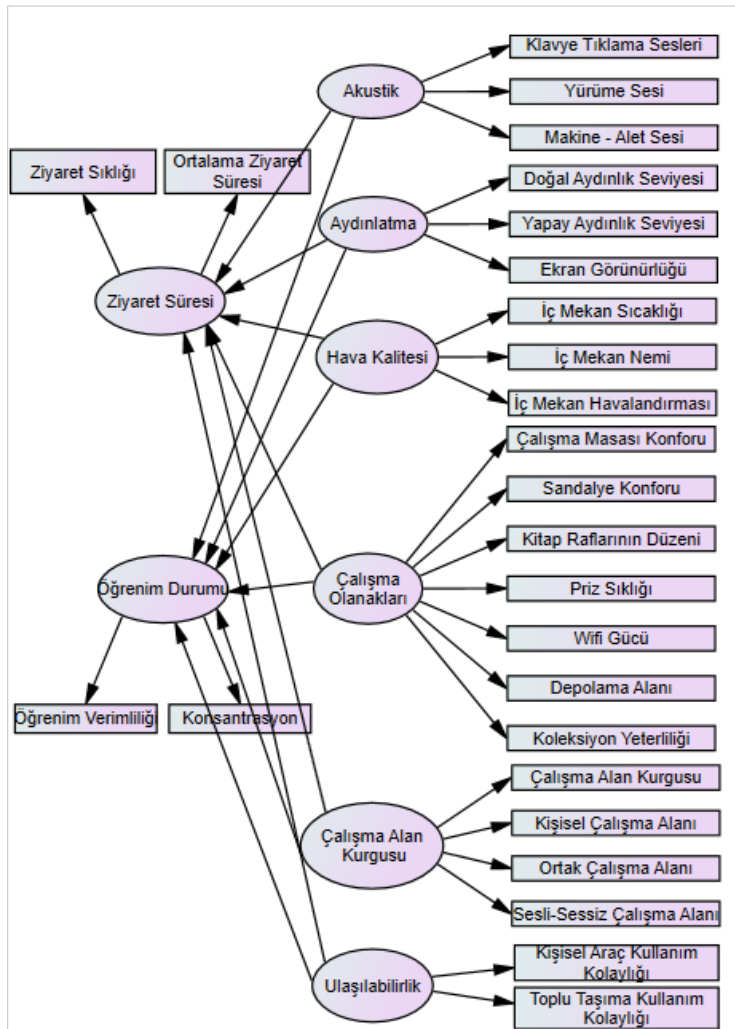 Klavye Tıklama Sesleri
Akustik
Yürüme Sesi
Makine - Alet Sesi
Ziyaret Sıklığı
Ortalama Ziyaret
Süresi
Doğal Aydınlık Seviyesi
Aydınlatma
Yapay Aydınlık Seviyesi
Ekran Görünürlüğü
Ziyaret Süresi
İç Mekan Sıcaklığı
Hava Kalitesi
İç Mekan Nemi
İç Mekan Havalandırması
Çalışma Masası Konforu
Sandalye Konforu
Kitap Raflarının Düzeni
Öğrenim Durumu
Çalışma
Olanakları
Priz Sıklığı
Wifi Gücü
Depolama Alanı
Koleksiyon Yeterliliği
Öğrenim Verimliliği
Konsantrasyon
Çalışma Alan Kurgusu
Çalışma Alan
Kurgusu
Kişisel Çalışma Alanı
Ortak Çalışma Alanı
Sesli-Sessiz Çalışma Alanı
Ulaşılabilirlik
Kişisel Araç Kullanım
Kolaylığı
Toplu Taşıma Kullanım
Kolaylığı